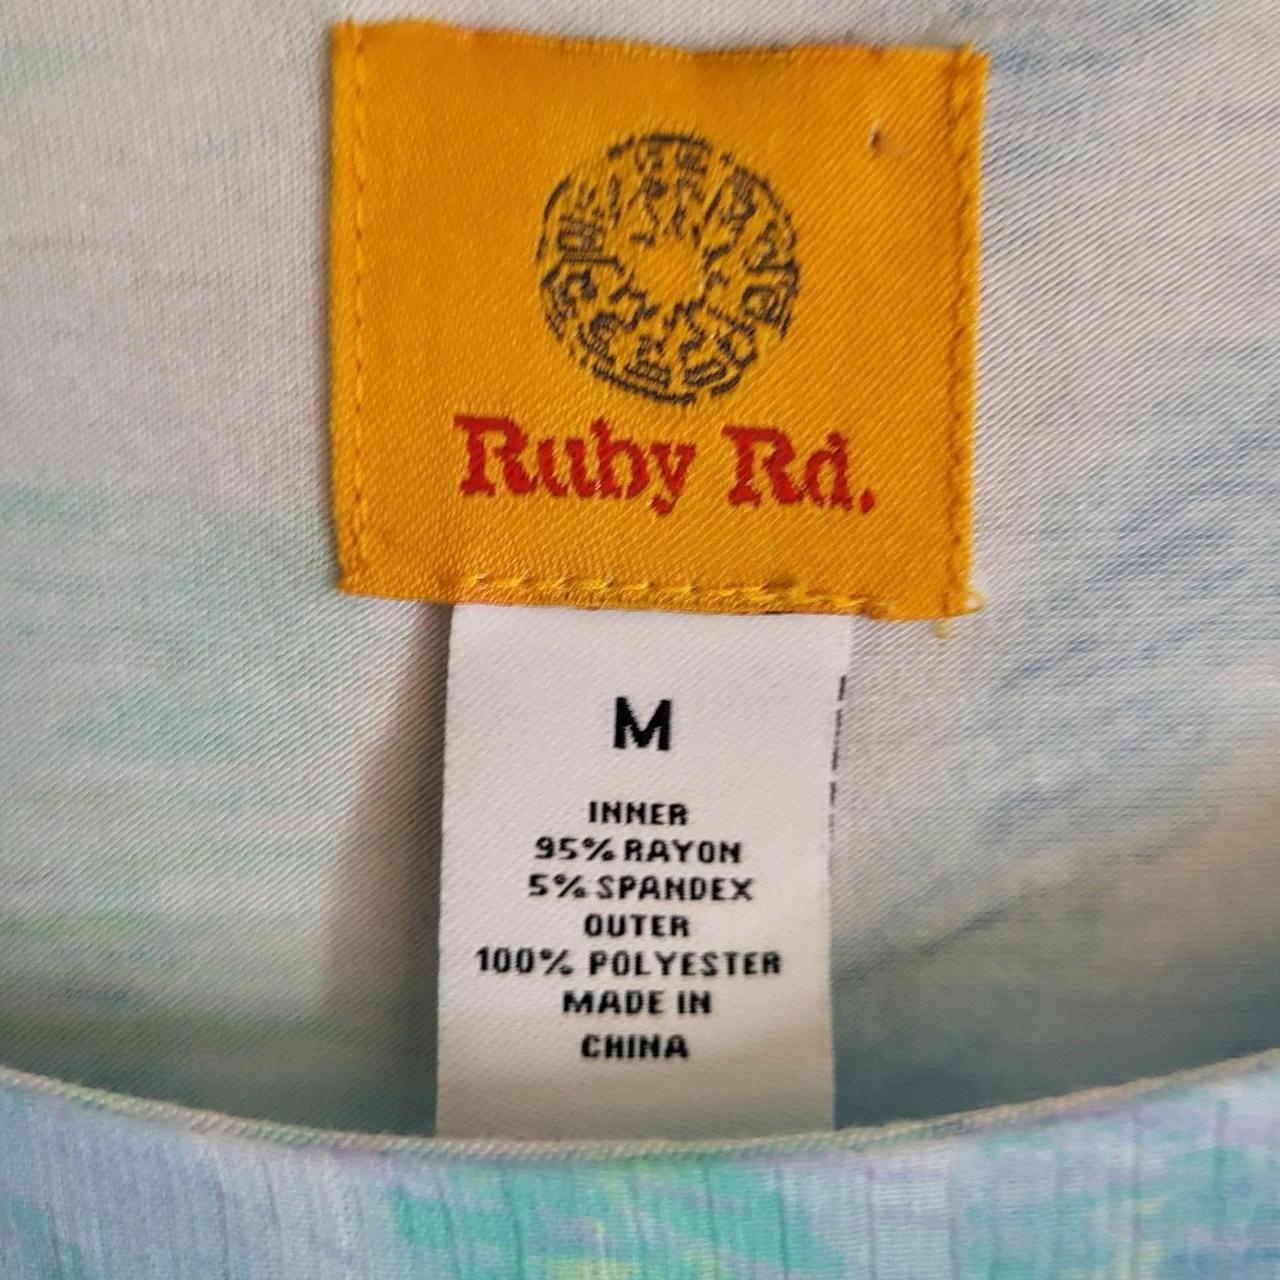 Ruby Rd.
M
INNER
95% RAYON
5% SPANDEX
OUTER
100% POLYESTER
MADE IN
CHINA